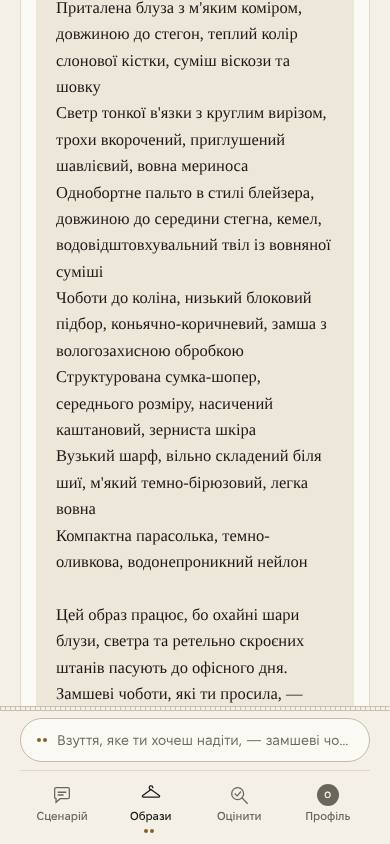 Приталена блуза з м'яким коміром,
довжиною до стегон, теплий колір
слонової кістки, суміш віскози та
шовку
Светр тонкої в'язки з круглим вирізом,
трохи вкорочений, приглушений
шавлієвий, вовна мериноса
Однобортне пальто в стилі блейзера,
довжиною до середини стегна, кемел,
водовідштовхувальний твіл із вовняної
суміші
Чоботи до коліна, низький блоковий
підбор, коньячно-коричневий, замша з
вологозахисною обробкою
Структурована сумка-шопер,
середнього розміру, насичений
каштановий, зерниста шкіра
Вузький шарф, вільно складений біля
шиї, м'який темно-бірюзовий, легка
вовна
Компактна парасолька, темно-
оливкова, водонепроникний нейлон
Цей образ працює, бо охайні шари
блузи, светра та ретельно скроєних
штанів пасують до офісного дня.
Замшеві чоботи, які ти просила, —
Взуття, яке ти хочеш надіти, — замшеві чо…
Сценарій
Образи
Оцінити
О
Профіль